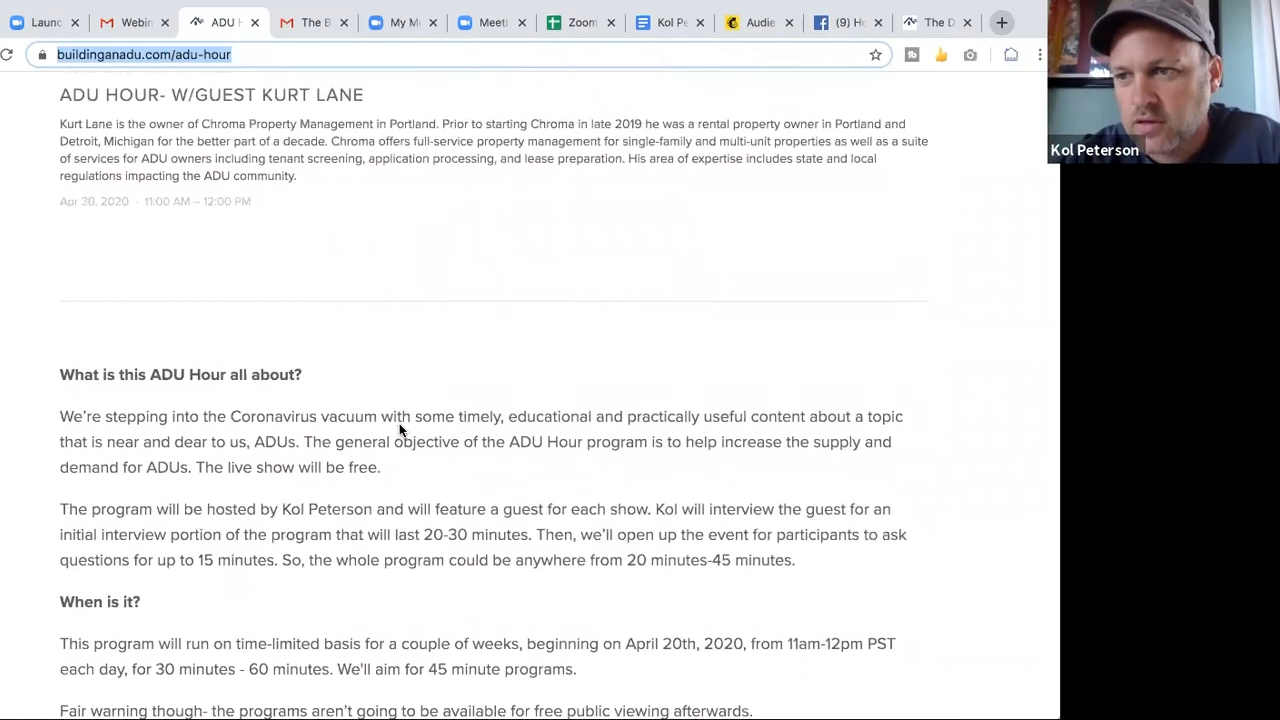 Laun
Webin
ADU H
The B
My M
Meeti
Zoom
Kol Pe
Audie
(9) Ho
The D
buildinganadu.com/adu-hour
ADU HOUR- W/GUEST KURT LANE
Kurt Lane is the owner of Chroma Property Management in Portland. Prior to starting Chroma in late 2019 he was a rental property owner in Portland and
Detroit, Michigan for the better part of a decade. Chroma offers full-service property management for single-family and multi-unit properties as well as a suite
of services for ADU owners including tenant screening, application processing, and lease preparation. His area of expertise includes state and local
regulations impacting the ADU community.
Apr 30, 2020 · 11:00 AM – 12:00 PM
Kol Peterson
What is this ADU Hour all about?
We’re stepping into the Coronavirus vacuum with some timely, educational and practically useful content about a topic
that is near and dear to us, ADUs. The general objective of the ADU Hour program is to help increase the supply and
demand for ADUs. The live show will be free.
The program will be hosted by Kol Peterson and will feature a guest for each show. Kol will interview the guest for an
initial interview portion of the program that will last 20-30 minutes. Then, we’ll open up the event for participants to ask
questions for up to 15 minutes. So, the whole program could be anywhere from 20 minutes-45 minutes.
When is it?
This program will run on time-limited basis for a couple of weeks, beginning on April 20th, 2020, from 11am-12pm PST
each day, for 30 minutes - 60 minutes. We'll aim for 45 minute programs.
Fair warning though- the programs aren’t going to be available for free public viewing afterwards.